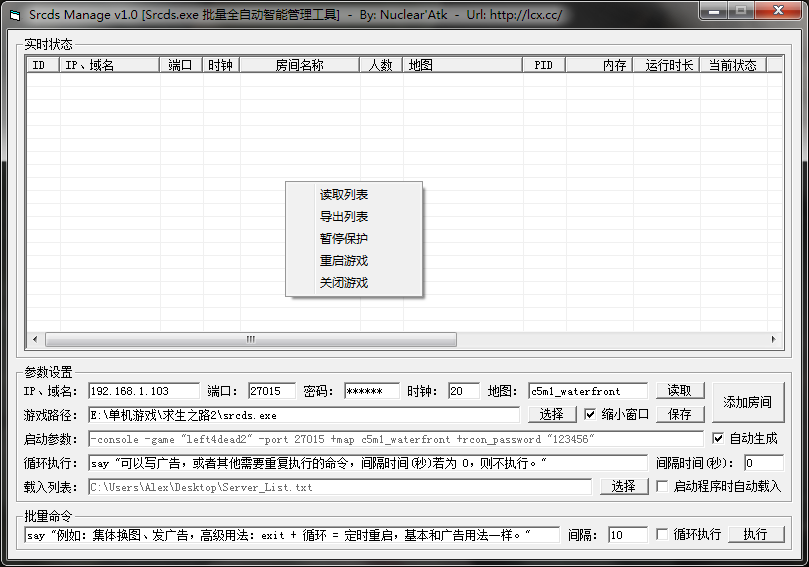 Srcds Manage v1.0 [Srcds.exe 批量全自动智能管理工具] - By: Nuclear'Atk - Url: http://lcx.cc/
实时状态
ID IP、域名 端口 时钟 房间名称 人数 地图 PID 内存 运行时长 当前状态
读取列表
导出列表
暂停保护
重启游戏
关闭游戏
参数设置
IP、域名: 192.168.1.103 端口: 27015 密码: ****** 时钟: 20 地图: c5m1_waterfront 读取 添加房间
游戏路径: E:\单机游戏\求生之路2\srcds.exe 选择 缩小窗口 保存
启动参数: -console -game "left4dead2" -port 27015 +map c5m1_waterfront +rcon_password "123456" 自动生成
循环执行: say "可以写广告，或者其他需要重复执行的命令，间隔时间(秒)若为 0，则不执行。" 间隔时间(秒): 0
载入列表: C:\Users\Alex\Desktop\Server_List.txt 选择 启动程序时自动载入
批量命令
say "例如: 集体换图、发广告，高级用法: exit + 循环 = 定时重启，基本和广告用法一样。" 间隔: 10 循环执行 执行